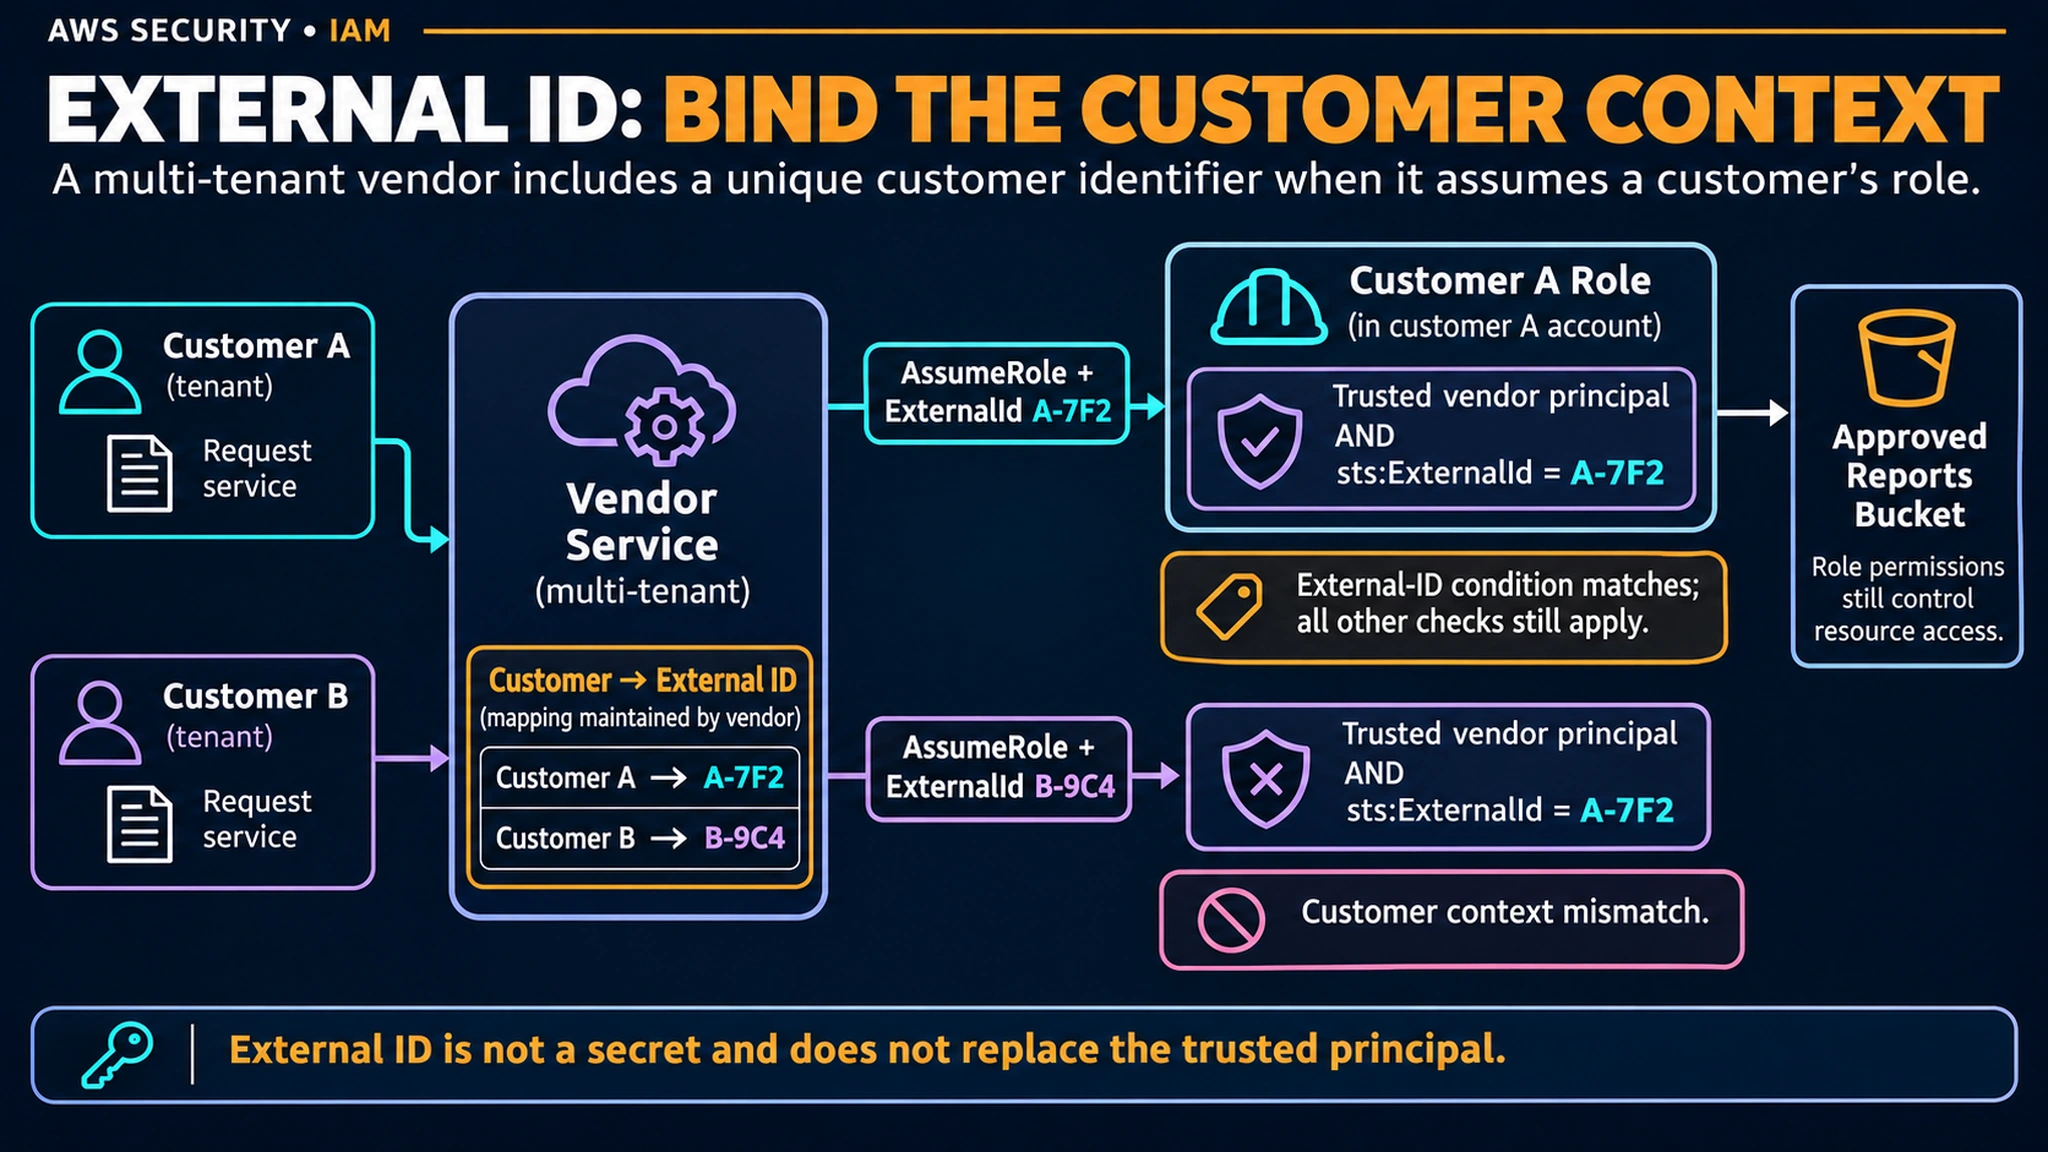 AWS SECURITY • IAM
EXTERNAL ID: BIND THE CUSTOMER CONTEXT
A multi-tenant vendor includes a unique customer identifier when it assumes a customer's role.
Customer A
(tenant)
Request
service
Customer B
(tenant)
Request
service
Vendor
Service
(multi-tenant)
Customer → External ID
(mapping maintained by vendor)
Customer A → A-7F2
Customer B → B-9C4
AssumeRole +
ExternalId A-7F2
AssumeRole +
ExternalId B-9C4
Customer A Role
(in customer A account)
Trusted vendor principal
AND
sts:ExternalId = A-7F2
External-ID condition matches;
all other checks still apply.
Trusted vendor principal
AND
sts:ExternalId = A-7F2
Customer context mismatch.
Approved
Reports
Bucket
Role permissions
still control
resource access.
External ID is not a secret and does not replace the trusted principal.